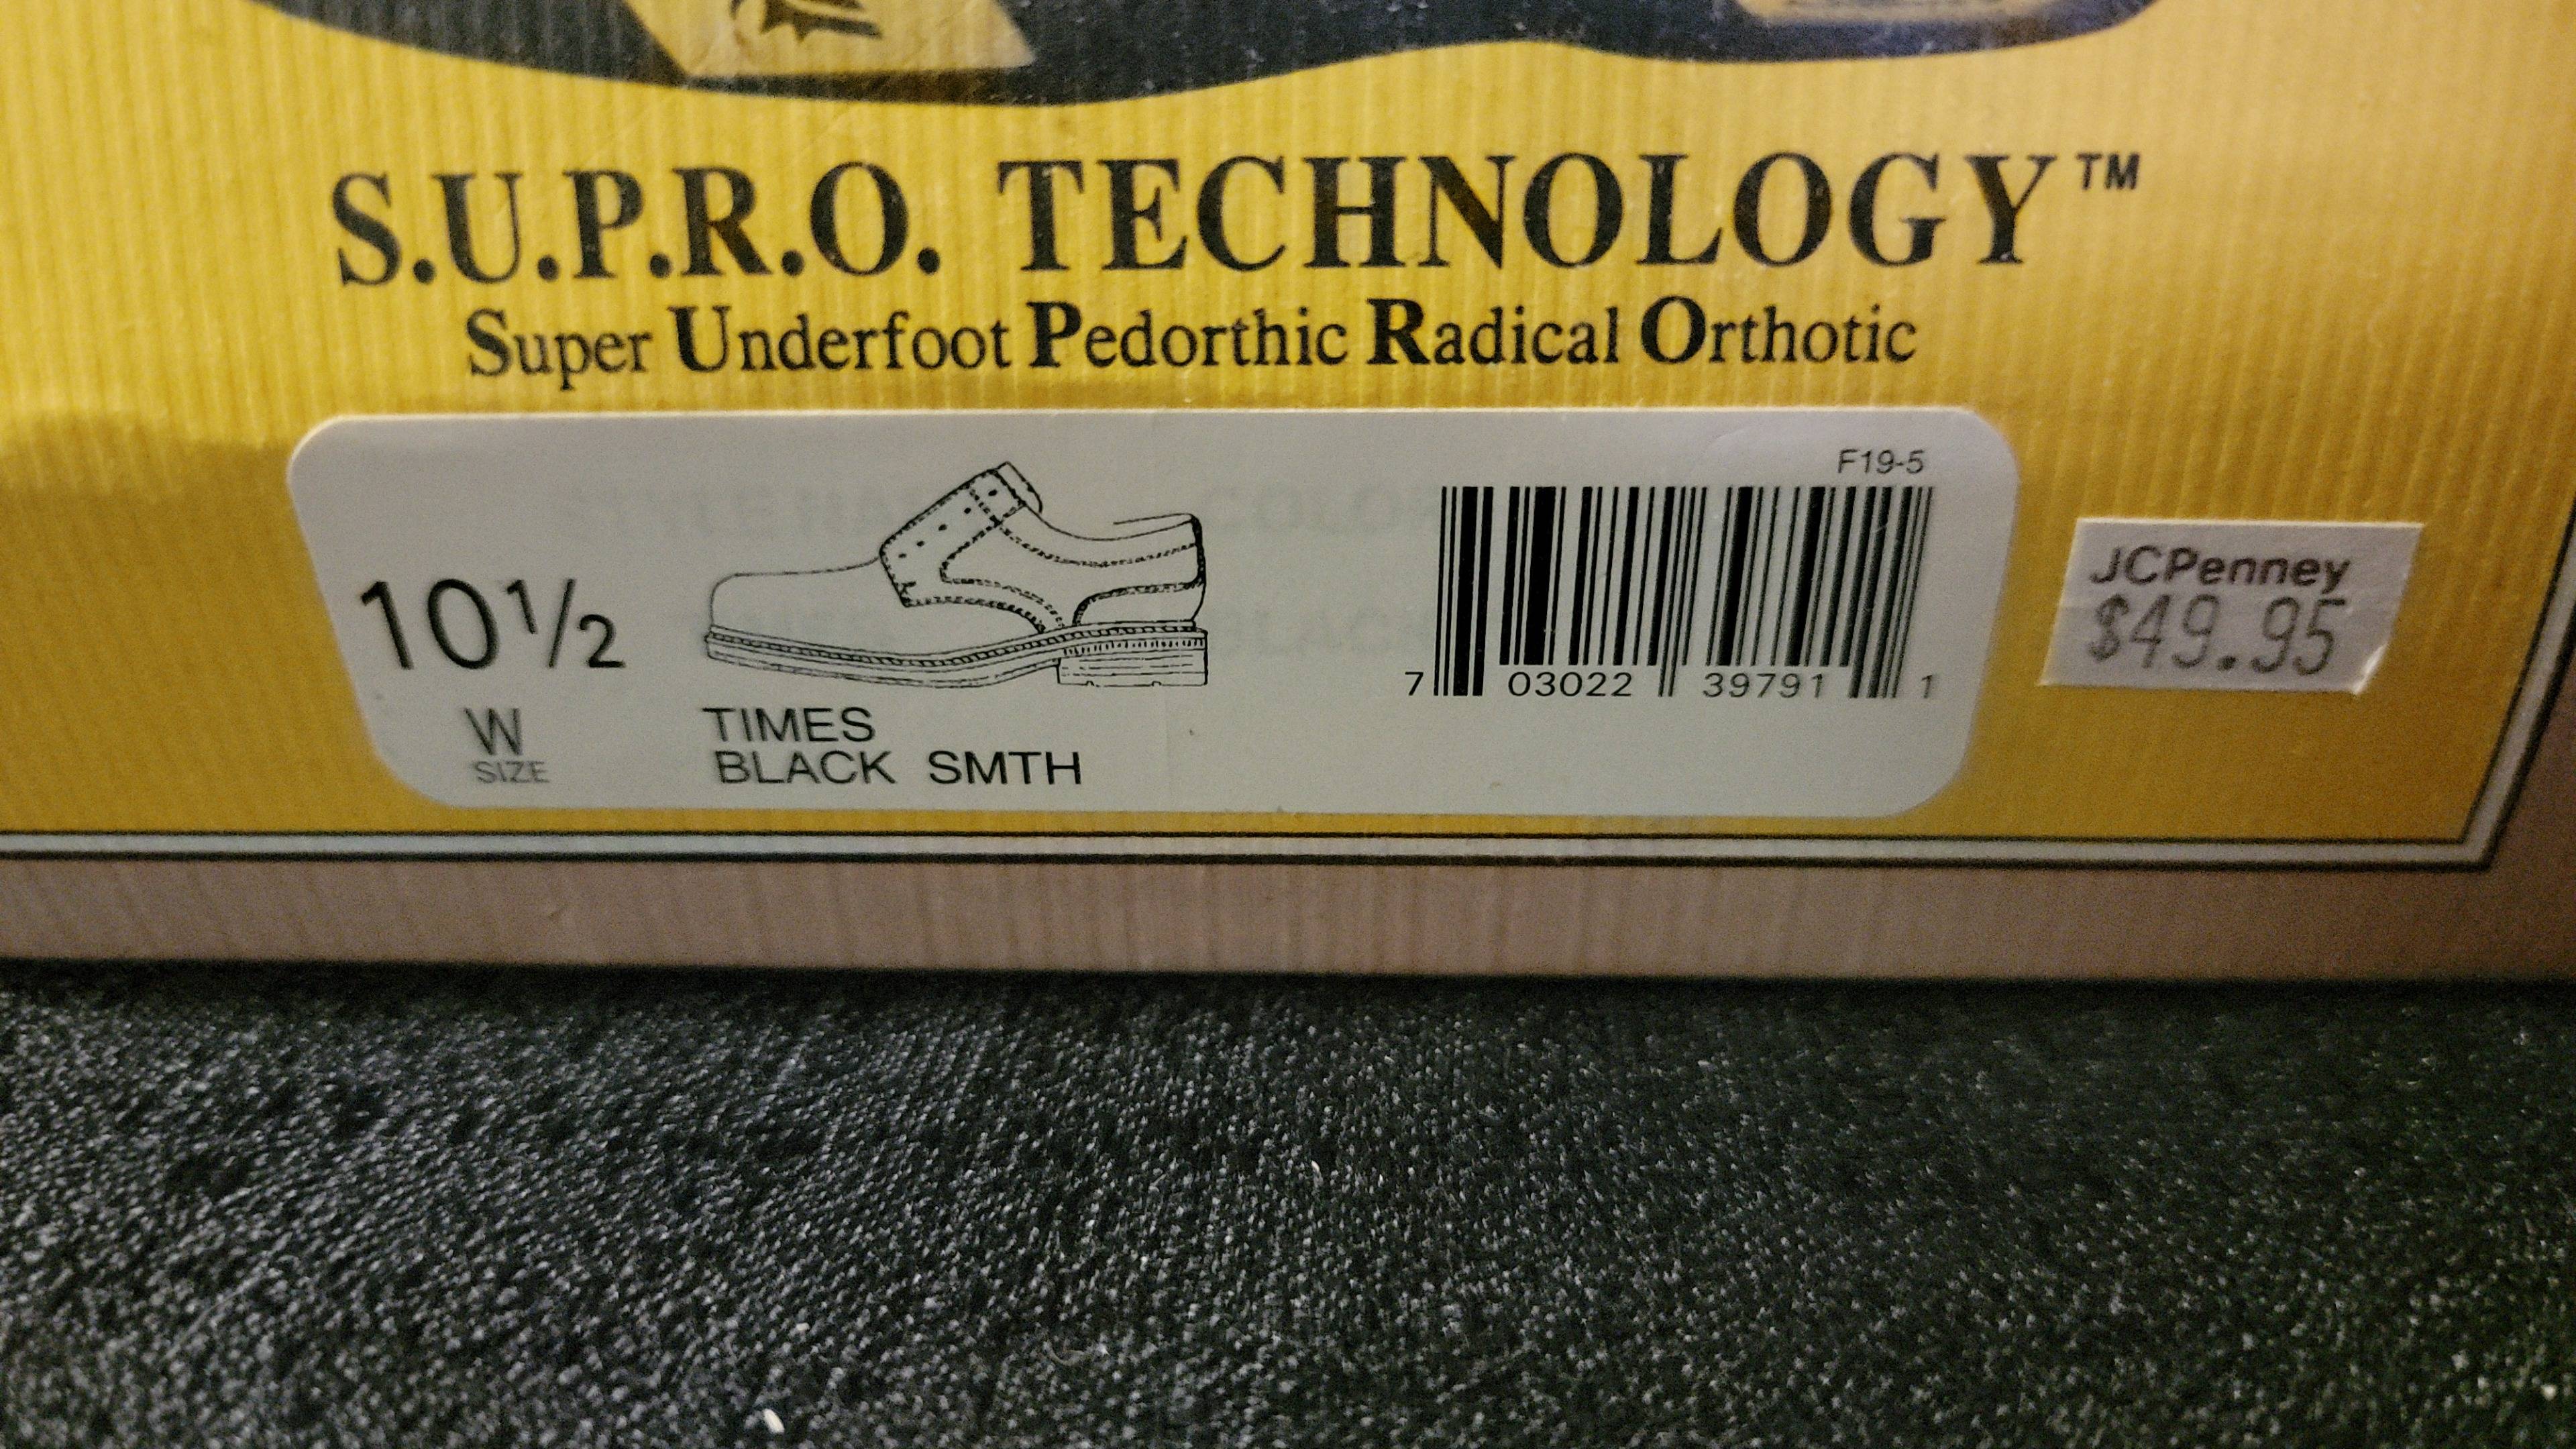 S.U.P.R.O. TECHNOLOGY™
Super Underfoot Pedorthic Radical Orthotic
F19-5
10½
W
SIZE
TIMES
BLACK SMTH
7 03022 39791 1
JCPenney
$49.95